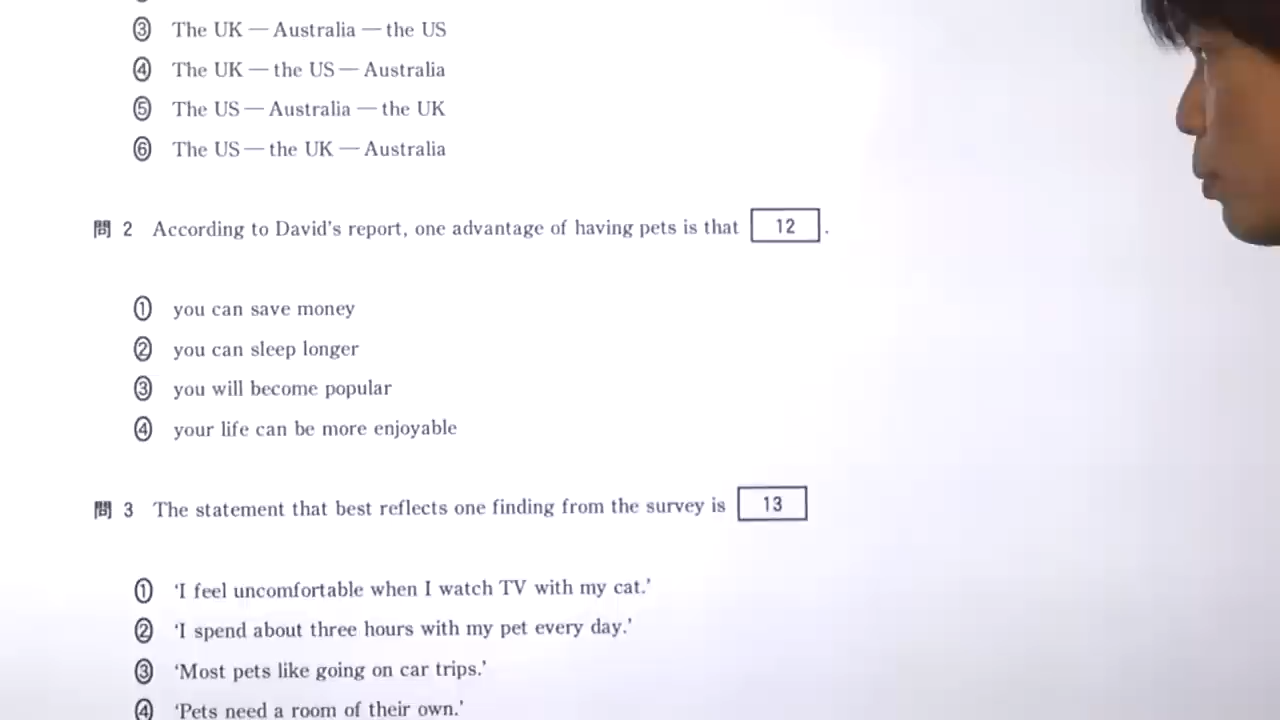 ③ The UK — Australia — the US
④ The UK — the US — Australia
⑤ The US — Australia — the UK
⑥ The US — the UK — Australia
問 2 According to David's report, one advantage of having pets is that 12 .
① you can save money
② you can sleep longer
③ you will become popular
④ your life can be more enjoyable
問 3 The statement that best reflects one finding from the survey is 13
① 'I feel uncomfortable when I watch TV with my cat.'
② 'I spend about three hours with my pet every day.'
③ 'Most pets like going on car trips.'
④ 'Pets need a room of their own.'